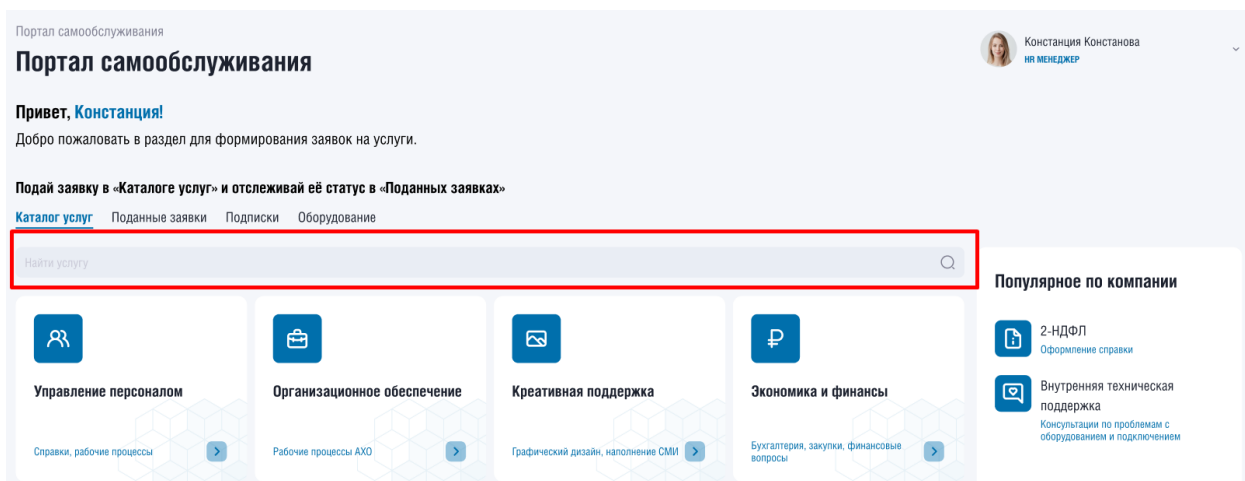 Портал самообслуживания
Портал самообслуживания
Констанция Констанова
HR МЕНЕДЖЕР
Привет, Констанция!
Добро пожаловать в раздел для формирования заявок на услуги.
Подай заявку в «Каталоге услуг» и отслеживай её статус в «Поданных заявках»
Каталог услуг Поданные заявки Подписки Оборудование
Найти услугу
Управление персоналом
Справки, рабочие процессы
Организационное обеспечение
Рабочие процессы АХО
Креативная поддержка
Графический дизайн, наполнение СМИ
Экономика и финансы
Бухгалтерия, закупки, финансовые
вопросы
Популярное по компании
2-НДФЛ
Оформление справки
Внутренняя техническая
поддержка
Консультации по проблемам с
оборудованием и подключением